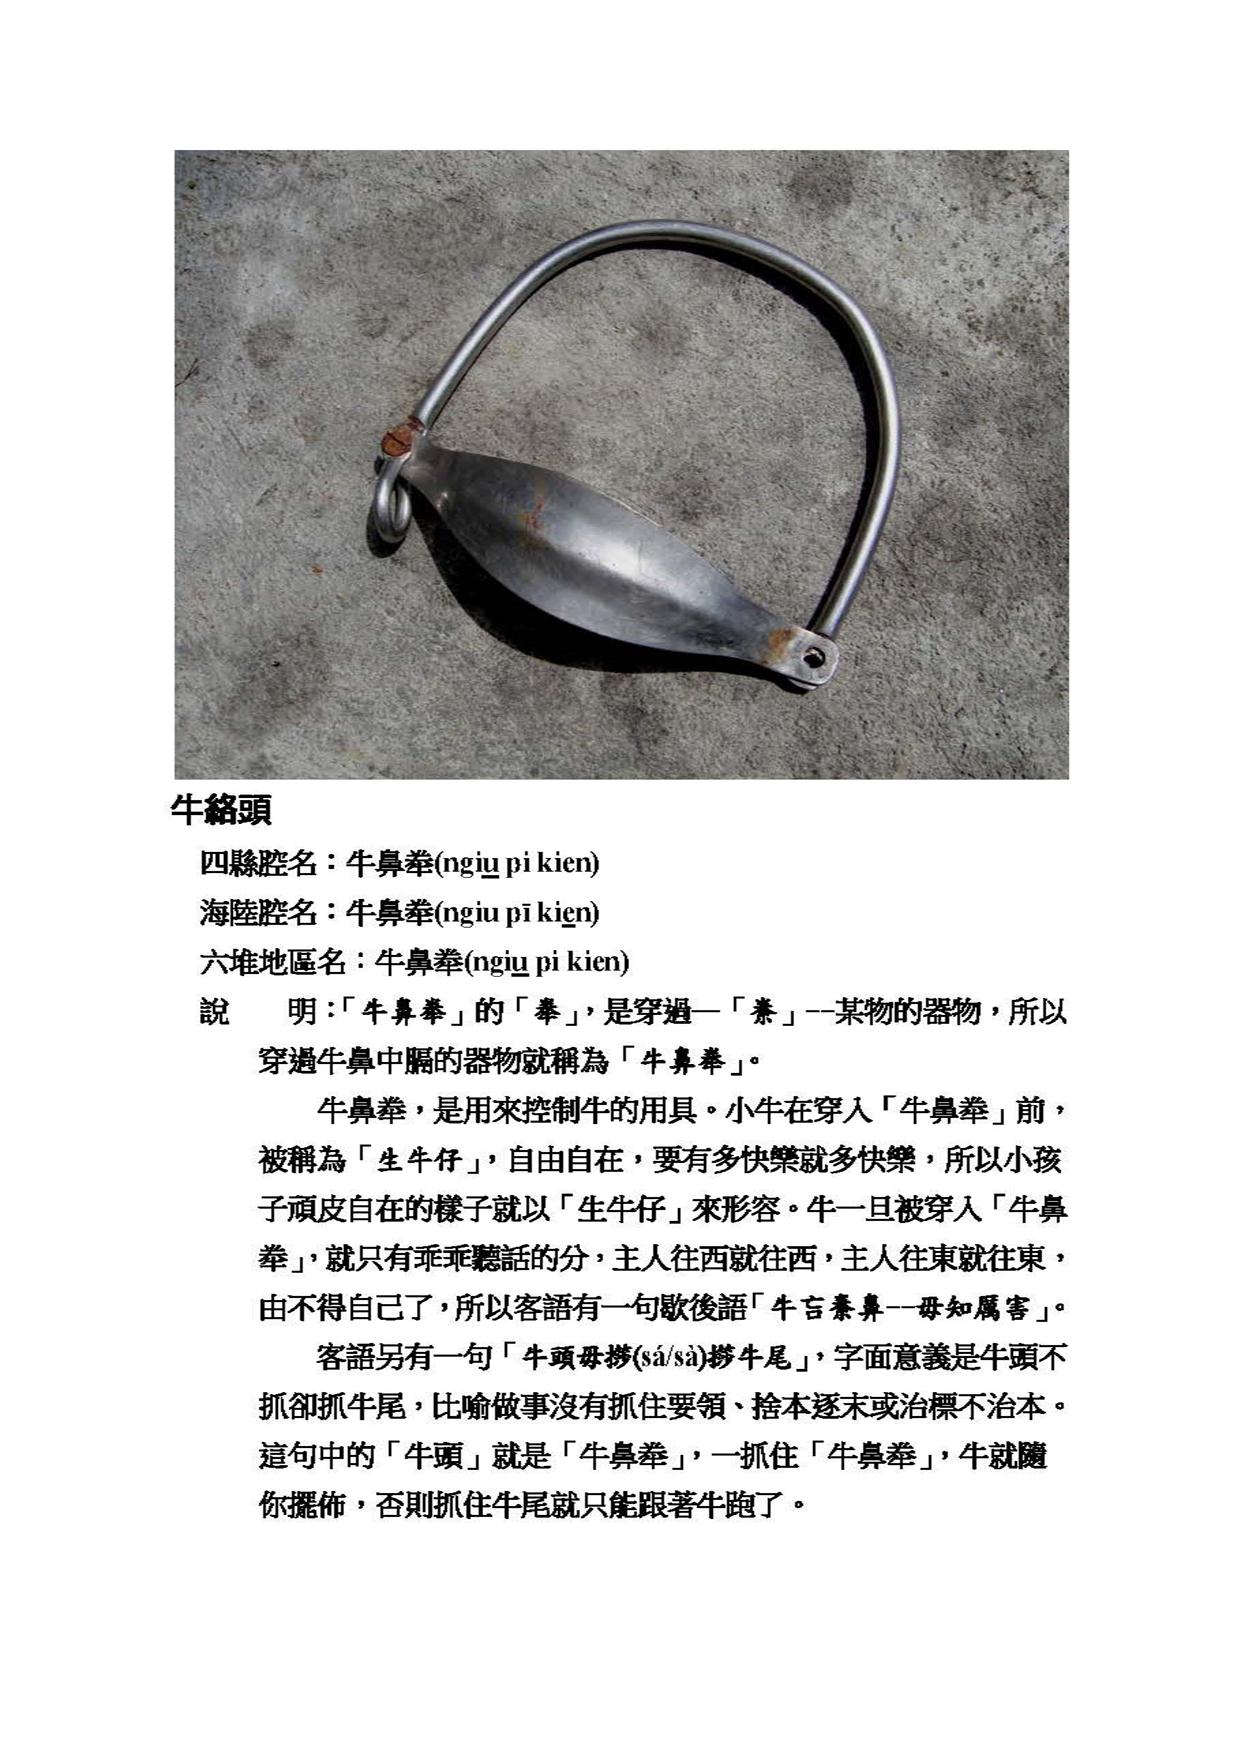 牛絡頭
四縣腔名：牛鼻桊(ngiu pi kien)
海陸腔名：牛鼻桊(ngiu pī kien)
六堆地區名：牛鼻桊(ngiu pi kien)
說　　明：「牛鼻桊」的「桊」，是穿過—「桊」--某物的器物，所以
穿過牛鼻中膈的器物就稱為「牛鼻桊」。
牛鼻桊，是用來控制牛的用具。小牛在穿入「牛鼻桊」前，
被稱為「生牛仔」，自由自在，要有多快樂就多快樂，所以小孩
子頑皮自在的樣子就以「生牛仔」來形容。牛一旦被穿入「牛鼻
桊」，就只有乖乖聽話的分，主人往西就往西，主人往東就往東，
由不得自己了，所以客語有一句歇後語「牛吂桊鼻--毋知厲害」。
客語另有一句「牛頭毋㧒(sá/sà)㧒牛尾」，字面意義是牛頭不
抓卻抓牛尾，比喻做事沒有抓住要領、捨本逐末或治標不治本。
這句中的「牛頭」就是「牛鼻桊」，一抓住「牛鼻桊」，牛就隨
你擺佈，否則抓住牛尾就只能跟著牛跑了。